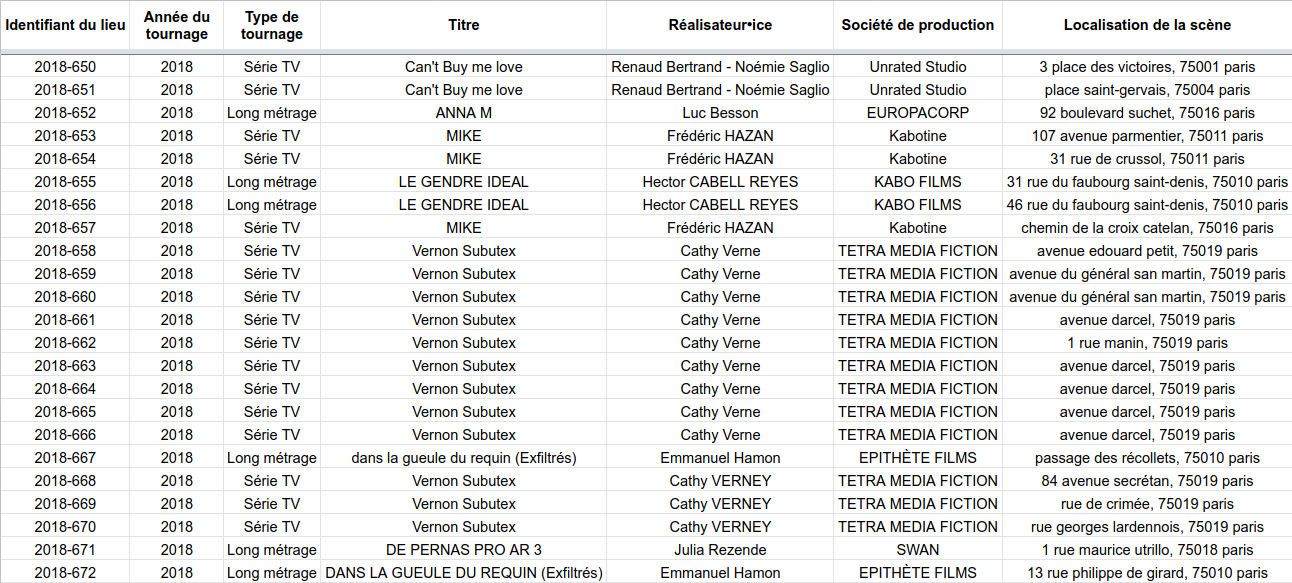 Identifiant du lieu Année du tournage Type de tournage Titre Réalisateur•ice Société de production Localisation de la scène
2018-650 2018 Série TV Can't Buy me love Renaud Bertrand - Noémie Saglio Unrated Studio 3 place des victoires, 75001 paris
2018-651 2018 Série TV Can't Buy me love Renaud Bertrand - Noémie Saglio Unrated Studio place saint-gervais, 75004 paris
2018-652 2018 Long métrage ANNA M Luc Besson EUROPACORP 92 boulevard suchet, 75016 paris
2018-653 2018 Série TV MIKE Frédéric HAZAN Kabotine 107 avenue parmentier, 75011 paris
2018-654 2018 Série TV MIKE Frédéric HAZAN Kabotine 31 rue de crussol, 75011 paris
2018-655 2018 Long métrage LE GENDRE IDEAL Hector CABELL REYES KABO FILMS 31 rue du faubourg saint-denis, 75010 paris
2018-656 2018 Long métrage LE GENDRE IDEAL Hector CABELL REYES KABO FILMS 46 rue du faubourg saint-denis, 75010 paris
2018-657 2018 Série TV MIKE Frédéric HAZAN Kabotine chemin de la croix catelan, 75016 paris
2018-658 2018 Série TV Vernon Subutex Cathy Verne TETRA MEDIA FICTION avenue edouard petit, 75019 paris
2018-659 2018 Série TV Vernon Subutex Cathy Verne TETRA MEDIA FICTION avenue du général san martin, 75019 paris
2018-660 2018 Série TV Vernon Subutex Cathy Verne TETRA MEDIA FICTION avenue du général san martin, 75019 paris
2018-661 2018 Série TV Vernon Subutex Cathy Verne TETRA MEDIA FICTION avenue darcel, 75019 paris
2018-662 2018 Série TV Vernon Subutex Cathy Verne TETRA MEDIA FICTION 1 rue manin, 75019 paris
2018-663 2018 Série TV Vernon Subutex Cathy Verne TETRA MEDIA FICTION avenue darcel, 75019 paris
2018-664 2018 Série TV Vernon Subutex Cathy Verne TETRA MEDIA FICTION avenue darcel, 75019 paris
2018-665 2018 Série TV Vernon Subutex Cathy Verne TETRA MEDIA FICTION avenue darcel, 75019 paris
2018-666 2018 Série TV Vernon Subutex Cathy Verne TETRA MEDIA FICTION avenue darcel, 75019 paris
2018-667 2018 Long métrage dans la gueule du requin (Exfiltrés) Emmanuel Hamon EPITHÈTE FILMS passage des récollets, 75010 paris
2018-668 2018 Série TV Vernon Subutex Cathy VERNEY TETRA MEDIA FICTION 84 avenue secrétan, 75019 paris
2018-669 2018 Série TV Vernon Subutex Cathy VERNEY TETRA MEDIA FICTION rue de crimée, 75019 paris
2018-670 2018 Série TV Vernon Subutex Cathy VERNEY TETRA MEDIA FICTION rue georges lardennois, 75019 paris
2018-671 2018 Long métrage DE PERNAS PRO AR 3 Julia Rezende SWAN 1 rue maurice utrillo, 75018 paris
2018-672 2018 Long métrage DANS LA GUEULE DU REQUIN (Exfiltrés) Emmanuel Hamon EPITHÈTE FILMS 13 rue philippe de girard, 75010 paris